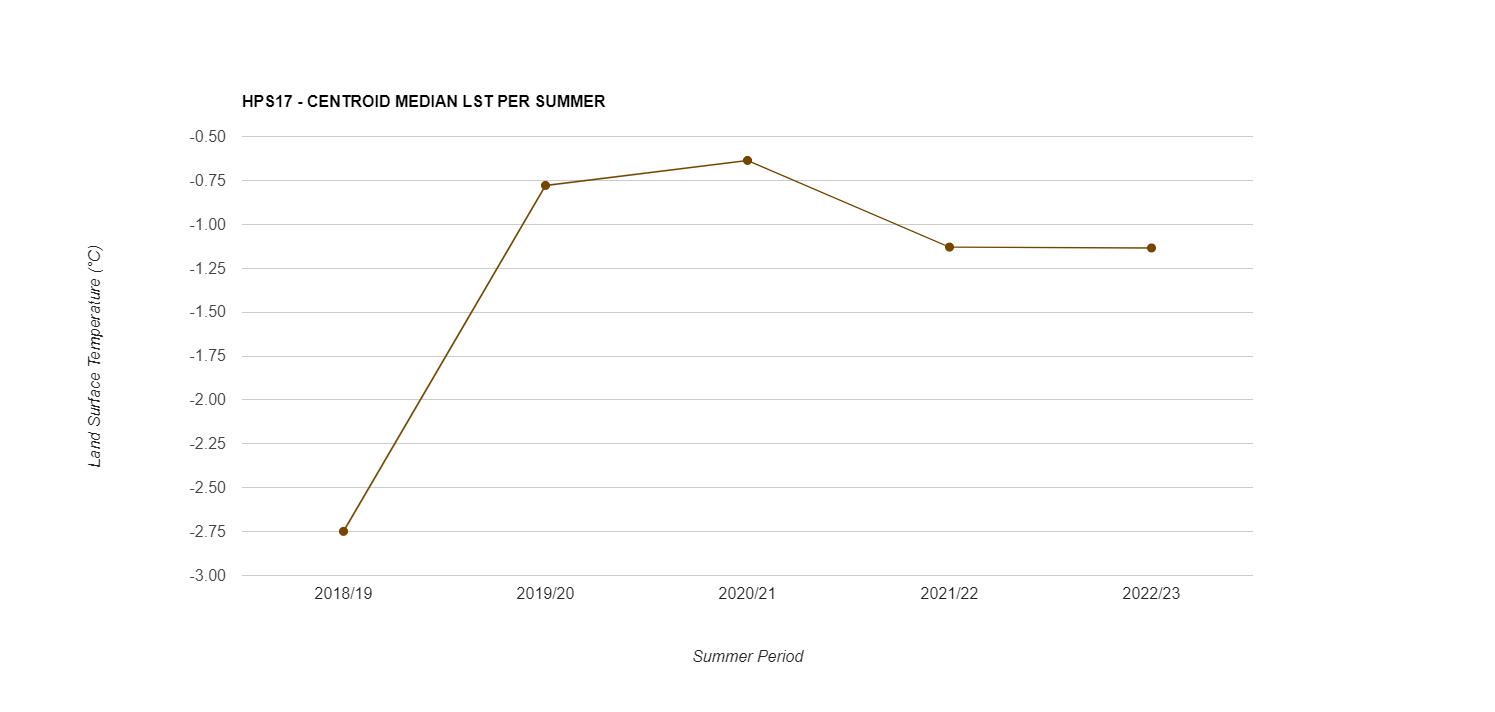 HPS17 - CENTROID MEDIAN LST PER SUMMER
-0.50
-0.75
-1.00
-1.25
-1.50
-1.75
-2.00
-2.25
-2.50
-2.75
-3.00
Land Surface Temperature (°C)
2018/19 2019/20 2020/21 2021/22 2022/23
Summer Period